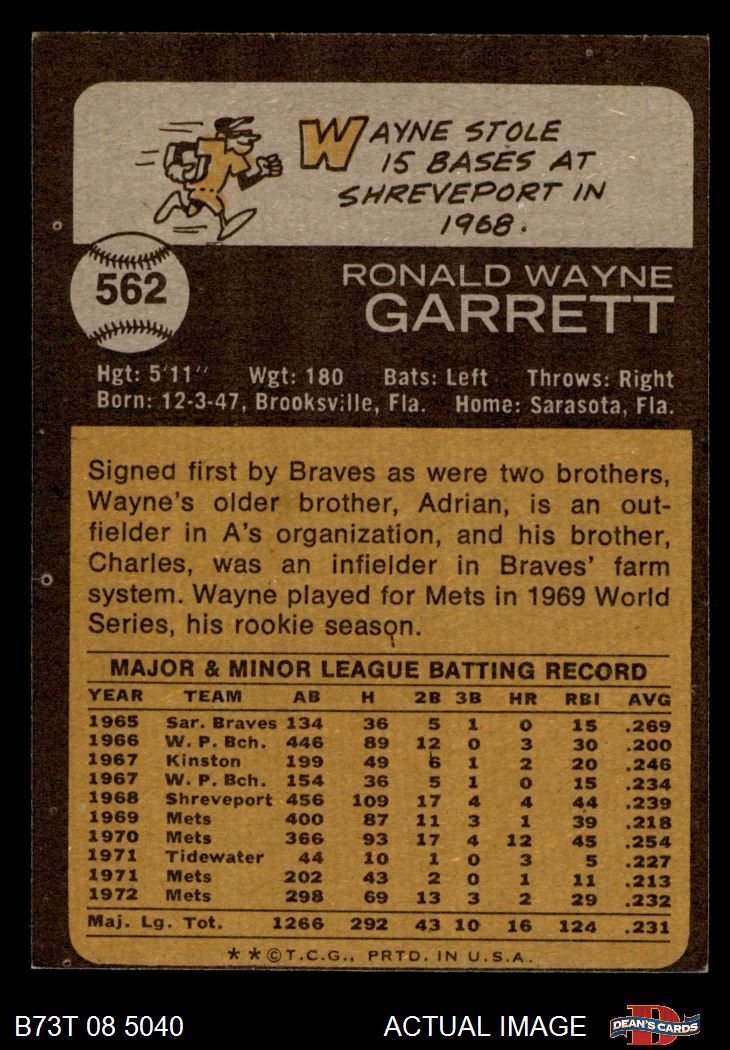 WAYNE STOLE
15 BASES AT
SHREVEPORT IN
1968.
562
RONALD WAYNE
GARRETT
Hgt: 5'11" Wgt: 180 Bats: Left Throws: Right
Born: 12-3-47, Brooksville, Fla. Home: Sarasota, Fla.
Signed first by Braves as were two brothers,
Wayne's older brother, Adrian, is an out-
fielder in A's organization, and his brother,
Charles, was an infielder in Braves' farm
system. Wayne played for Mets in 1969 World
Series, his rookie season.
MAJOR & MINOR LEAGUE BATTING RECORD
YEAR TEAM AB H 2B 3B HR RBI AVG
1965 Sar. Braves 134 36 5 1 0 15 .269
1966 W. P. Bch. 446 89 12 0 3 30 .200
1967 Kinston 199 49 6 1 2 20 .246
1967 W. P. Bch. 154 36 5 1 0 15 .234
1968 Shreveport 456 109 17 4 4 44 .239
1969 Mets 400 87 11 3 1 39 .218
1970 Mets 366 93 17 4 12 45 .254
1971 Tidewater 44 10 1 0 3 5 .227
1971 Mets 202 43 2 0 1 11 .213
1972 Mets 298 69 13 3 2 29 .232
Maj. Lg. Tot. 1266 292 43 10 16 124 .231
* * © T.C.G., PRTD. IN U.S.A.
B73T 08 5040 ACTUAL IMAGE
D
DEAN'S CARDS